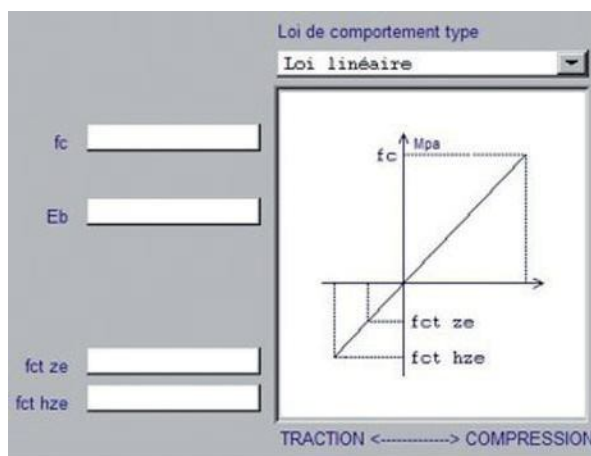 Loi de comportement type
Loi linéaire
fc
Eb
fct ze
fct hze
Mpa
fc
fct ze
fct hze
TRACTION <------------> COMPRESSION